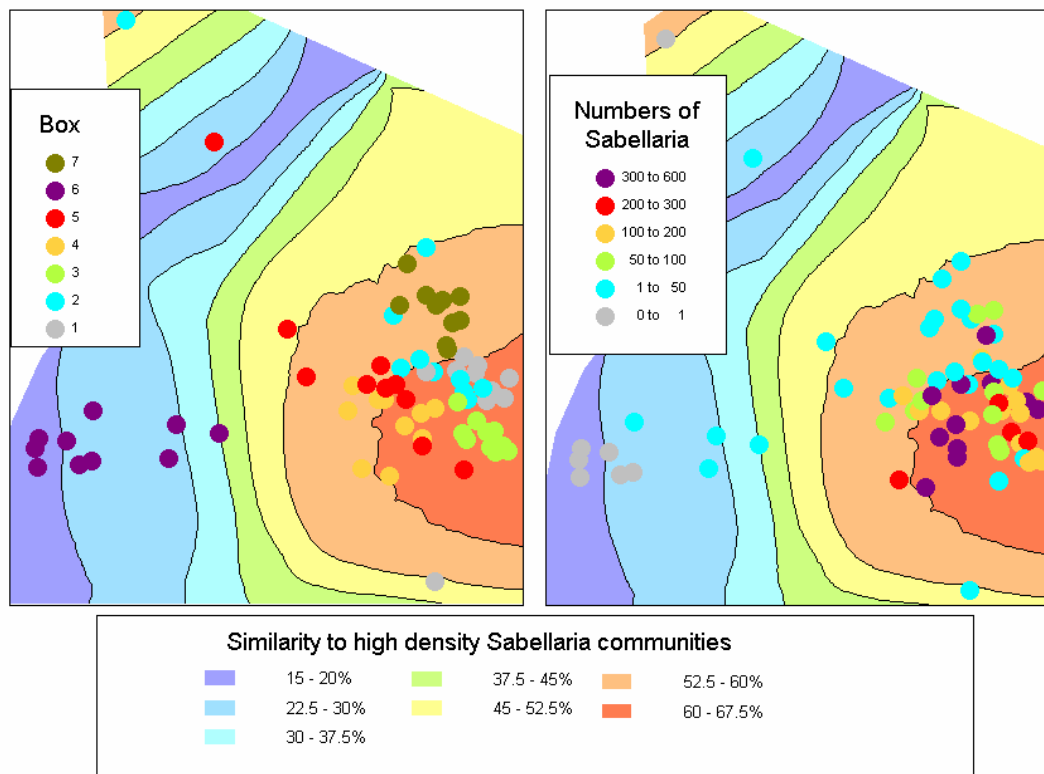 Box
7
6
5
4
3
2
1
Numbers of
Sabellaria
300 to 600
200 to 300
100 to 200
50 to 100
1 to 50
0 to 1
Similarity to high density Sabellaria communities
15 - 20%
22.5 - 30%
30 - 37.5%
37.5 - 45%
45 - 52.5%
52.5 - 60%
60 - 67.5%